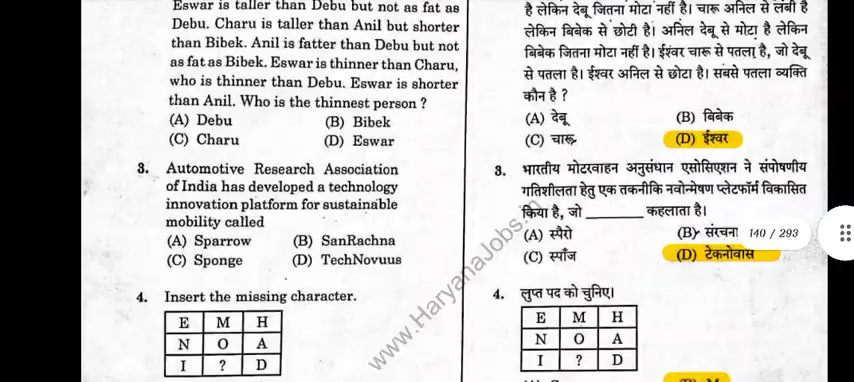 Eswar is taller than Debu but not as fat as
Debu. Charu is taller than Anil but shorter
than Bibek. Anil is fatter than Debu but not
as fat as Bibek. Eswar is thinner than Charu,
who is thinner than Debu. Eswar is shorter
than Anil. Who is the thinnest person ?
(A) Debu (B) Bibek
(C) Charu (D) Eswar
3. Automotive Research Association
of India has developed a technology
innovation platform for sustainable
mobility called
(A) Sparrow (B) SanRachna
(C) Sponge (D) TechNovuus
4. Insert the missing character.
E M H
N O A
I ? D
है लेकिन देबू जितना मोटा नहीं है। चारू अनिल से लंबी है
लेकिन बिबेक से छोटी है। अनिल देबू से मोटा है लेकिन
बिबेक जितना मोटा नहीं है। ईश्वर चारू से पतला है, जो देबू
से पतला है। ईश्वर अनिल से छोटा है। सबसे पतला व्यक्ति
कौन है ?
(A) देबू (B) बिबेक
(C) चारू (D) ईश्वर
3. भारतीय मोटरवाहन अनुसंधान एसोसिएशन ने संपोषणीय
गतिशीलता हेतु एक तकनीकि नवोन्मेषण प्लेटफॉर्म विकासित
किया है, जो ________ कहलाता है।
(A) स्पैरो (B) संरचना
(C) स्पाँज (D) टेकनोवास
4. लुप्त पद को चुनिए।
E M H
N O A
I ? D
(B) M
140 / 293
www.HaryanaJobs.in